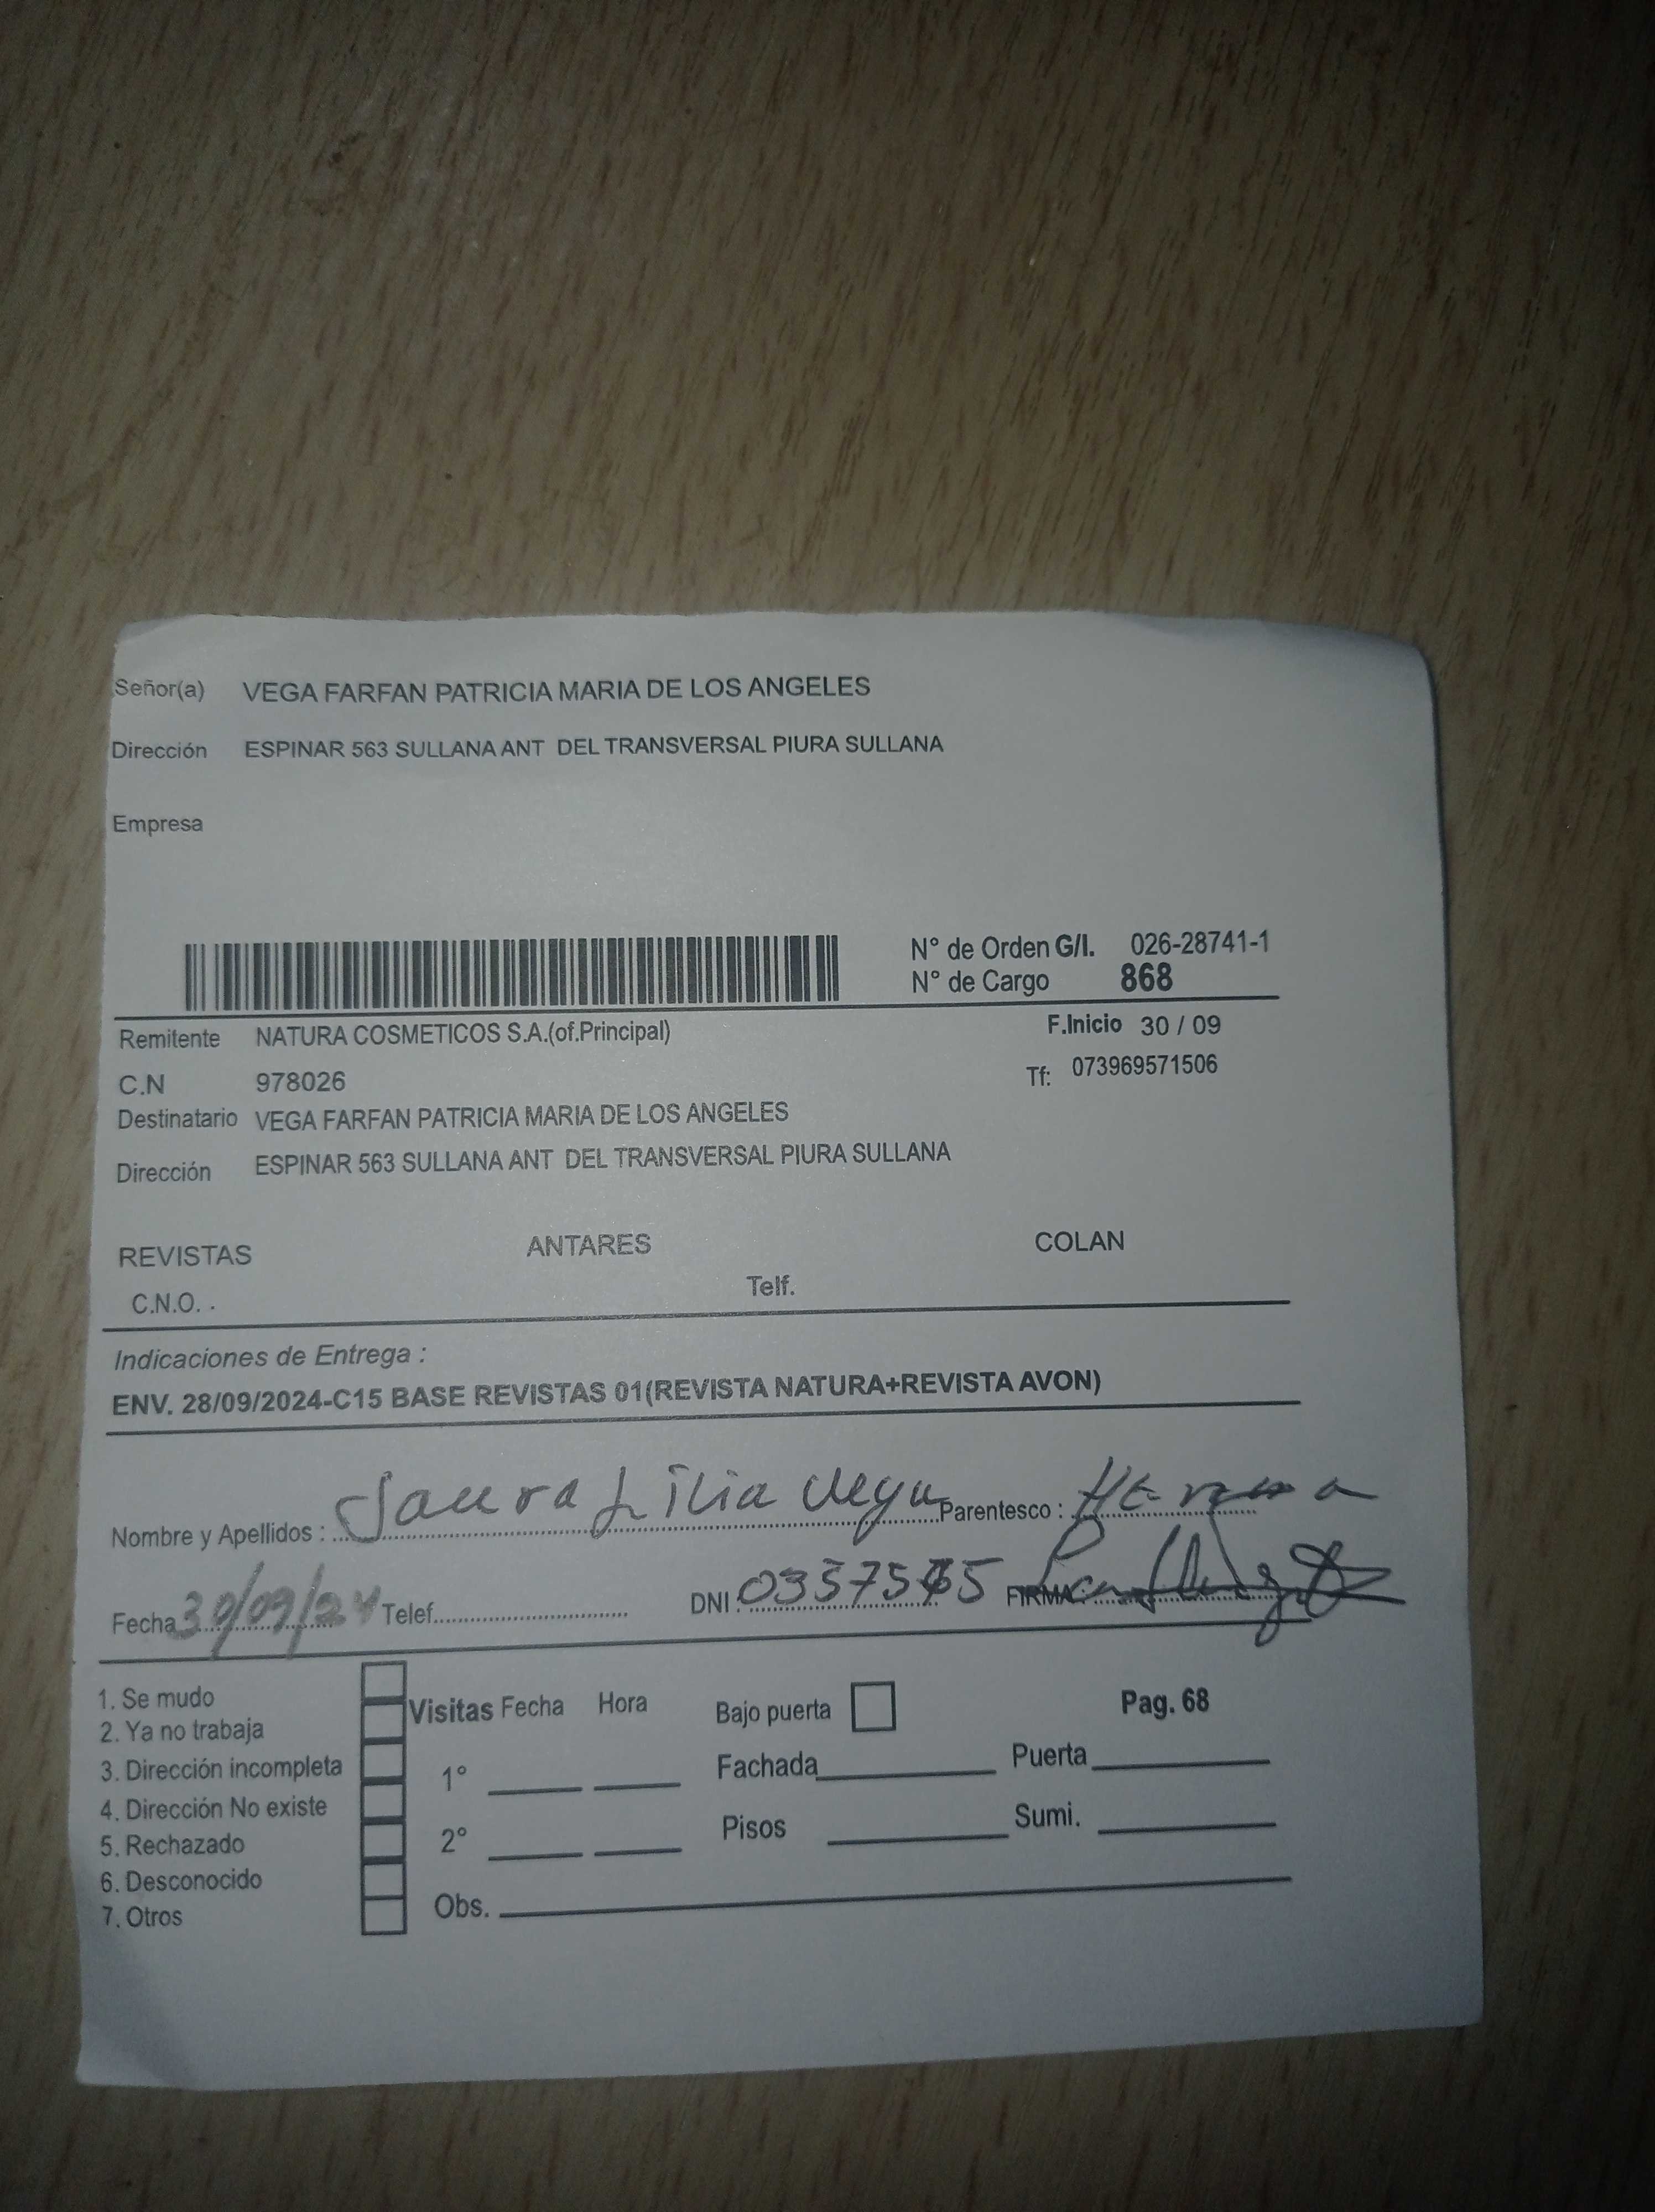 Señor(a) VEGA FARFAN PATRICIA MARIA DE LOS ANGELES
Dirección ESPINAR 563 SULLANA ANT DEL TRANSVERSAL PIURA SULLANA
Empresa
N° de Orden G/I. 026-28741-1
N° de Cargo 868
Remitente NATURA COSMETICOS S.A.(of.Principal) F.Inicio 30 / 09
C.N 978026 Tf: 073969571506
Destinatario VEGA FARFAN PATRICIA MARIA DE LOS ANGELES
Dirección ESPINAR 563 SULLANA ANT DEL TRANSVERSAL PIURA SULLANA
REVISTAS ANTARES COLAN
C.N.O. . Telf.
Indicaciones de Entrega :
ENV. 28/09/2024-C15 BASE REVISTAS 01(REVISTA NATURA+REVISTA AVON)
Nombre y Apellidos : Lilia Vega Parentesco :
Fecha 30/09/24 Telef. DNI : FIRMA:
1. Se mudo
2. Ya no trabaja
3. Dirección incompleta
4. Dirección No existe
5. Rechazado
6. Desconocido
7. Otros
Visitas Fecha Hora Bajo puerta Pag. 68
1° Fachada Puerta
2° Pisos Sumi.
Obs.